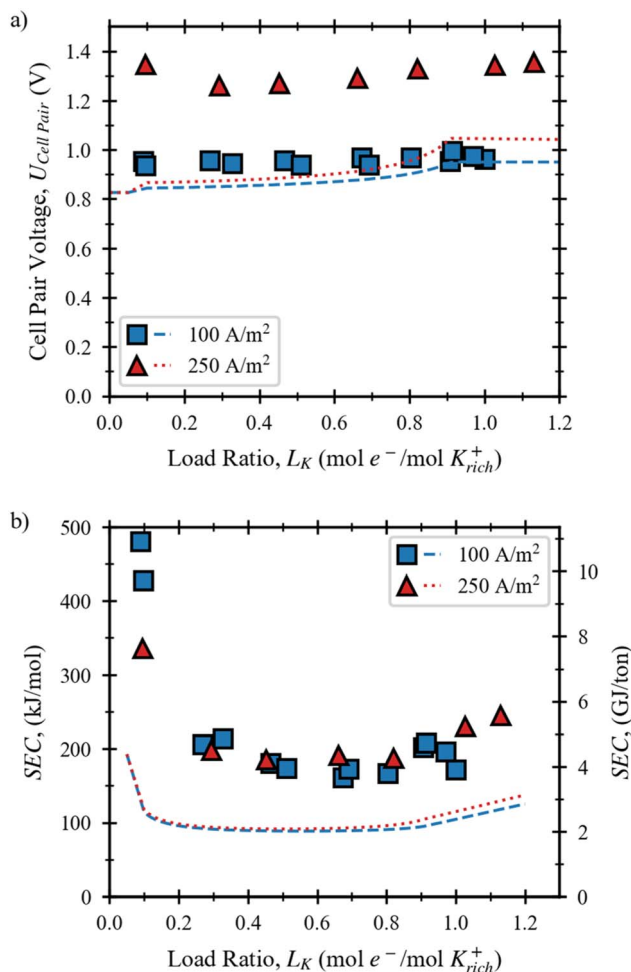 a)
1.4
1.2
1.0
0.8
0.6
0.4
0.2
0.0
Cell Pair Voltage, U_{Cell Pair} (V)
100 A/m²
250 A/m²
0.0 0.2 0.4 0.6 0.8 1.0 1.2
Load Ratio, L_K (mol e⁻/mol K⁺_{rich})
b)
500
400
300
200
100
0
SEC, (kJ/mol)
100 A/m²
250 A/m²
10
8
6
4
2
0
SEC, (GJ/ton)
0.0 0.2 0.4 0.6 0.8 1.0 1.2
Load Ratio, L_K (mol e⁻/mol K⁺_{rich})